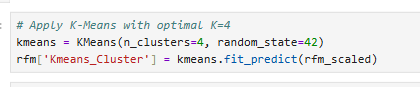 # Apply K-Means with optimal K=4
kmeans = KMeans(n_clusters=4, random_state=42)
rfm['Kmeans_Cluster'] = kmeans.fit_predict(rfm_scaled)